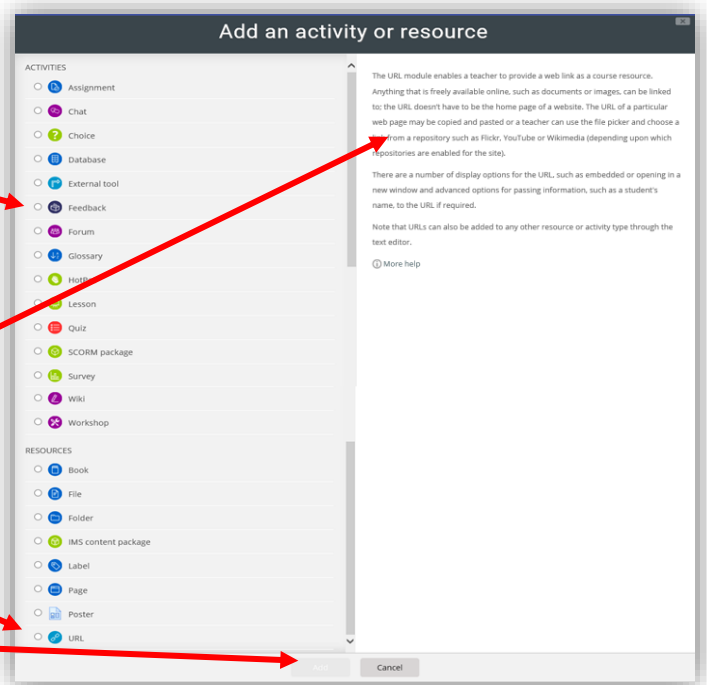 Add an activity or resource
ACTIVITIES
Assignment
Chat
Choice
Database
External tool
Feedback
Forum
Glossary
Lesson
Quiz
SCORM package
Survey
Wiki
Workshop
RESOURCES
Book
File
Folder
IMS content package
Label
Page
Poster
URL
The URL module enables a teacher to provide a web link as a course resource.
Anything that is freely available online, such as documents or images, can be linked
to; the URL doesn't have to be the home page of a website. The URL of a particular
web page may be copied and pasted or a teacher can use the file picker and choose a
link from a repository such as Flickr, YouTube or Wikimedia (depending upon which
repositories are enabled for the site).
There are a number of display options for the URL, such as embedded or opening in a
new window and advanced options for passing information, such as a student's
name, to the URL if required.
Note that URLs can also be added to any other resource or activity type through the
text editor.
More help
Add
Cancel